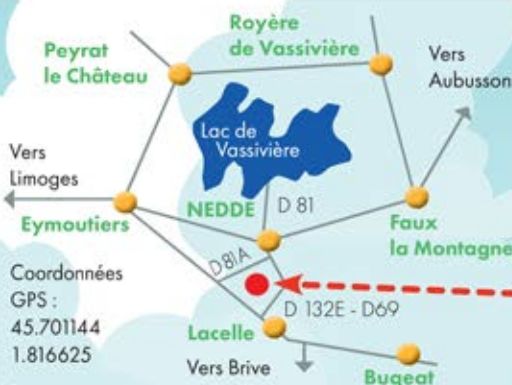 Royère
de Vassivière
Peyrat
le Château
Vers
Aubusson
Lac de
Vassivière
Vers
Limoges
Eymoutiers
NEDDE
D 81
Faux
la Montagne
D81A
Coordonnées
GPS :
45.701144
1.816625
D 132E - D69
Lacelle
Vers Brive
Bugeat